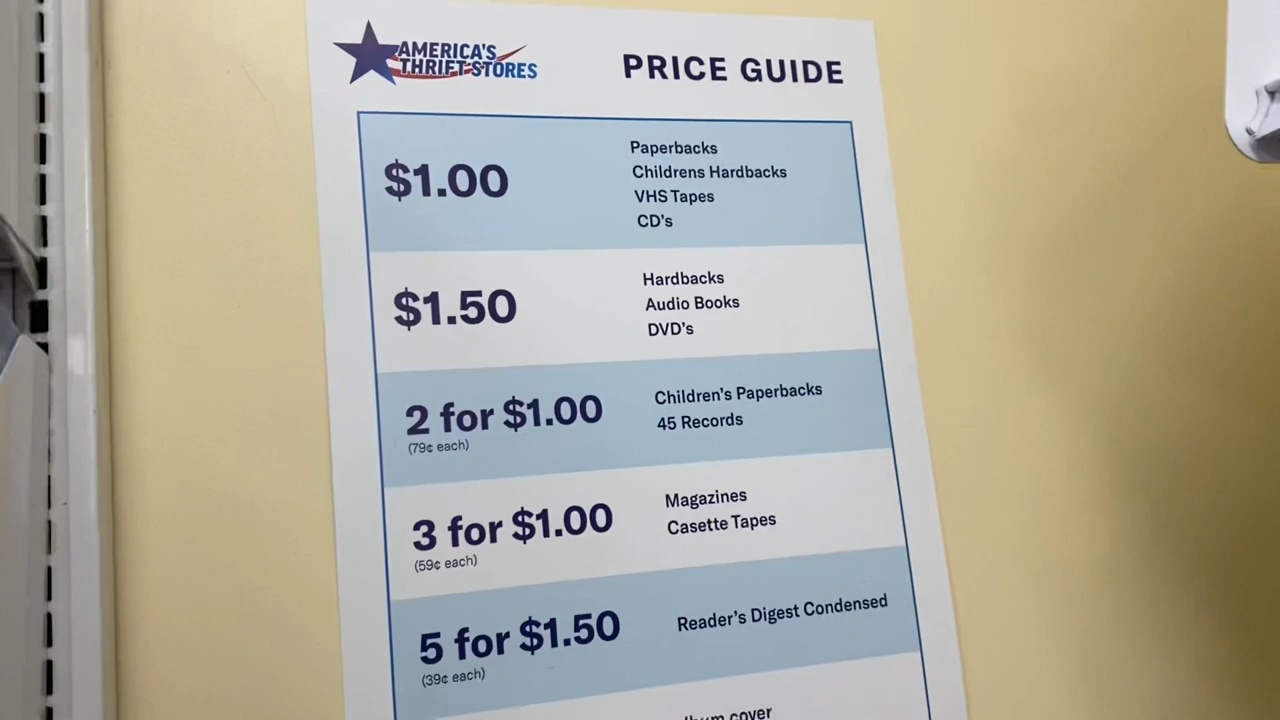 AMERICA'S
THRIFT STORES
PRICE GUIDE
$1.00
Paperbacks
Childrens Hardbacks
VHS Tapes
CD's
$1.50
Hardbacks
Audio Books
DVD's
2 for $1.00
(79¢ each)
Children's Paperbacks
45 Records
3 for $1.00
(59¢ each)
Magazines
Casette Tapes
5 for $1.50
(39¢ each)
Reader's Digest Condensed
cover